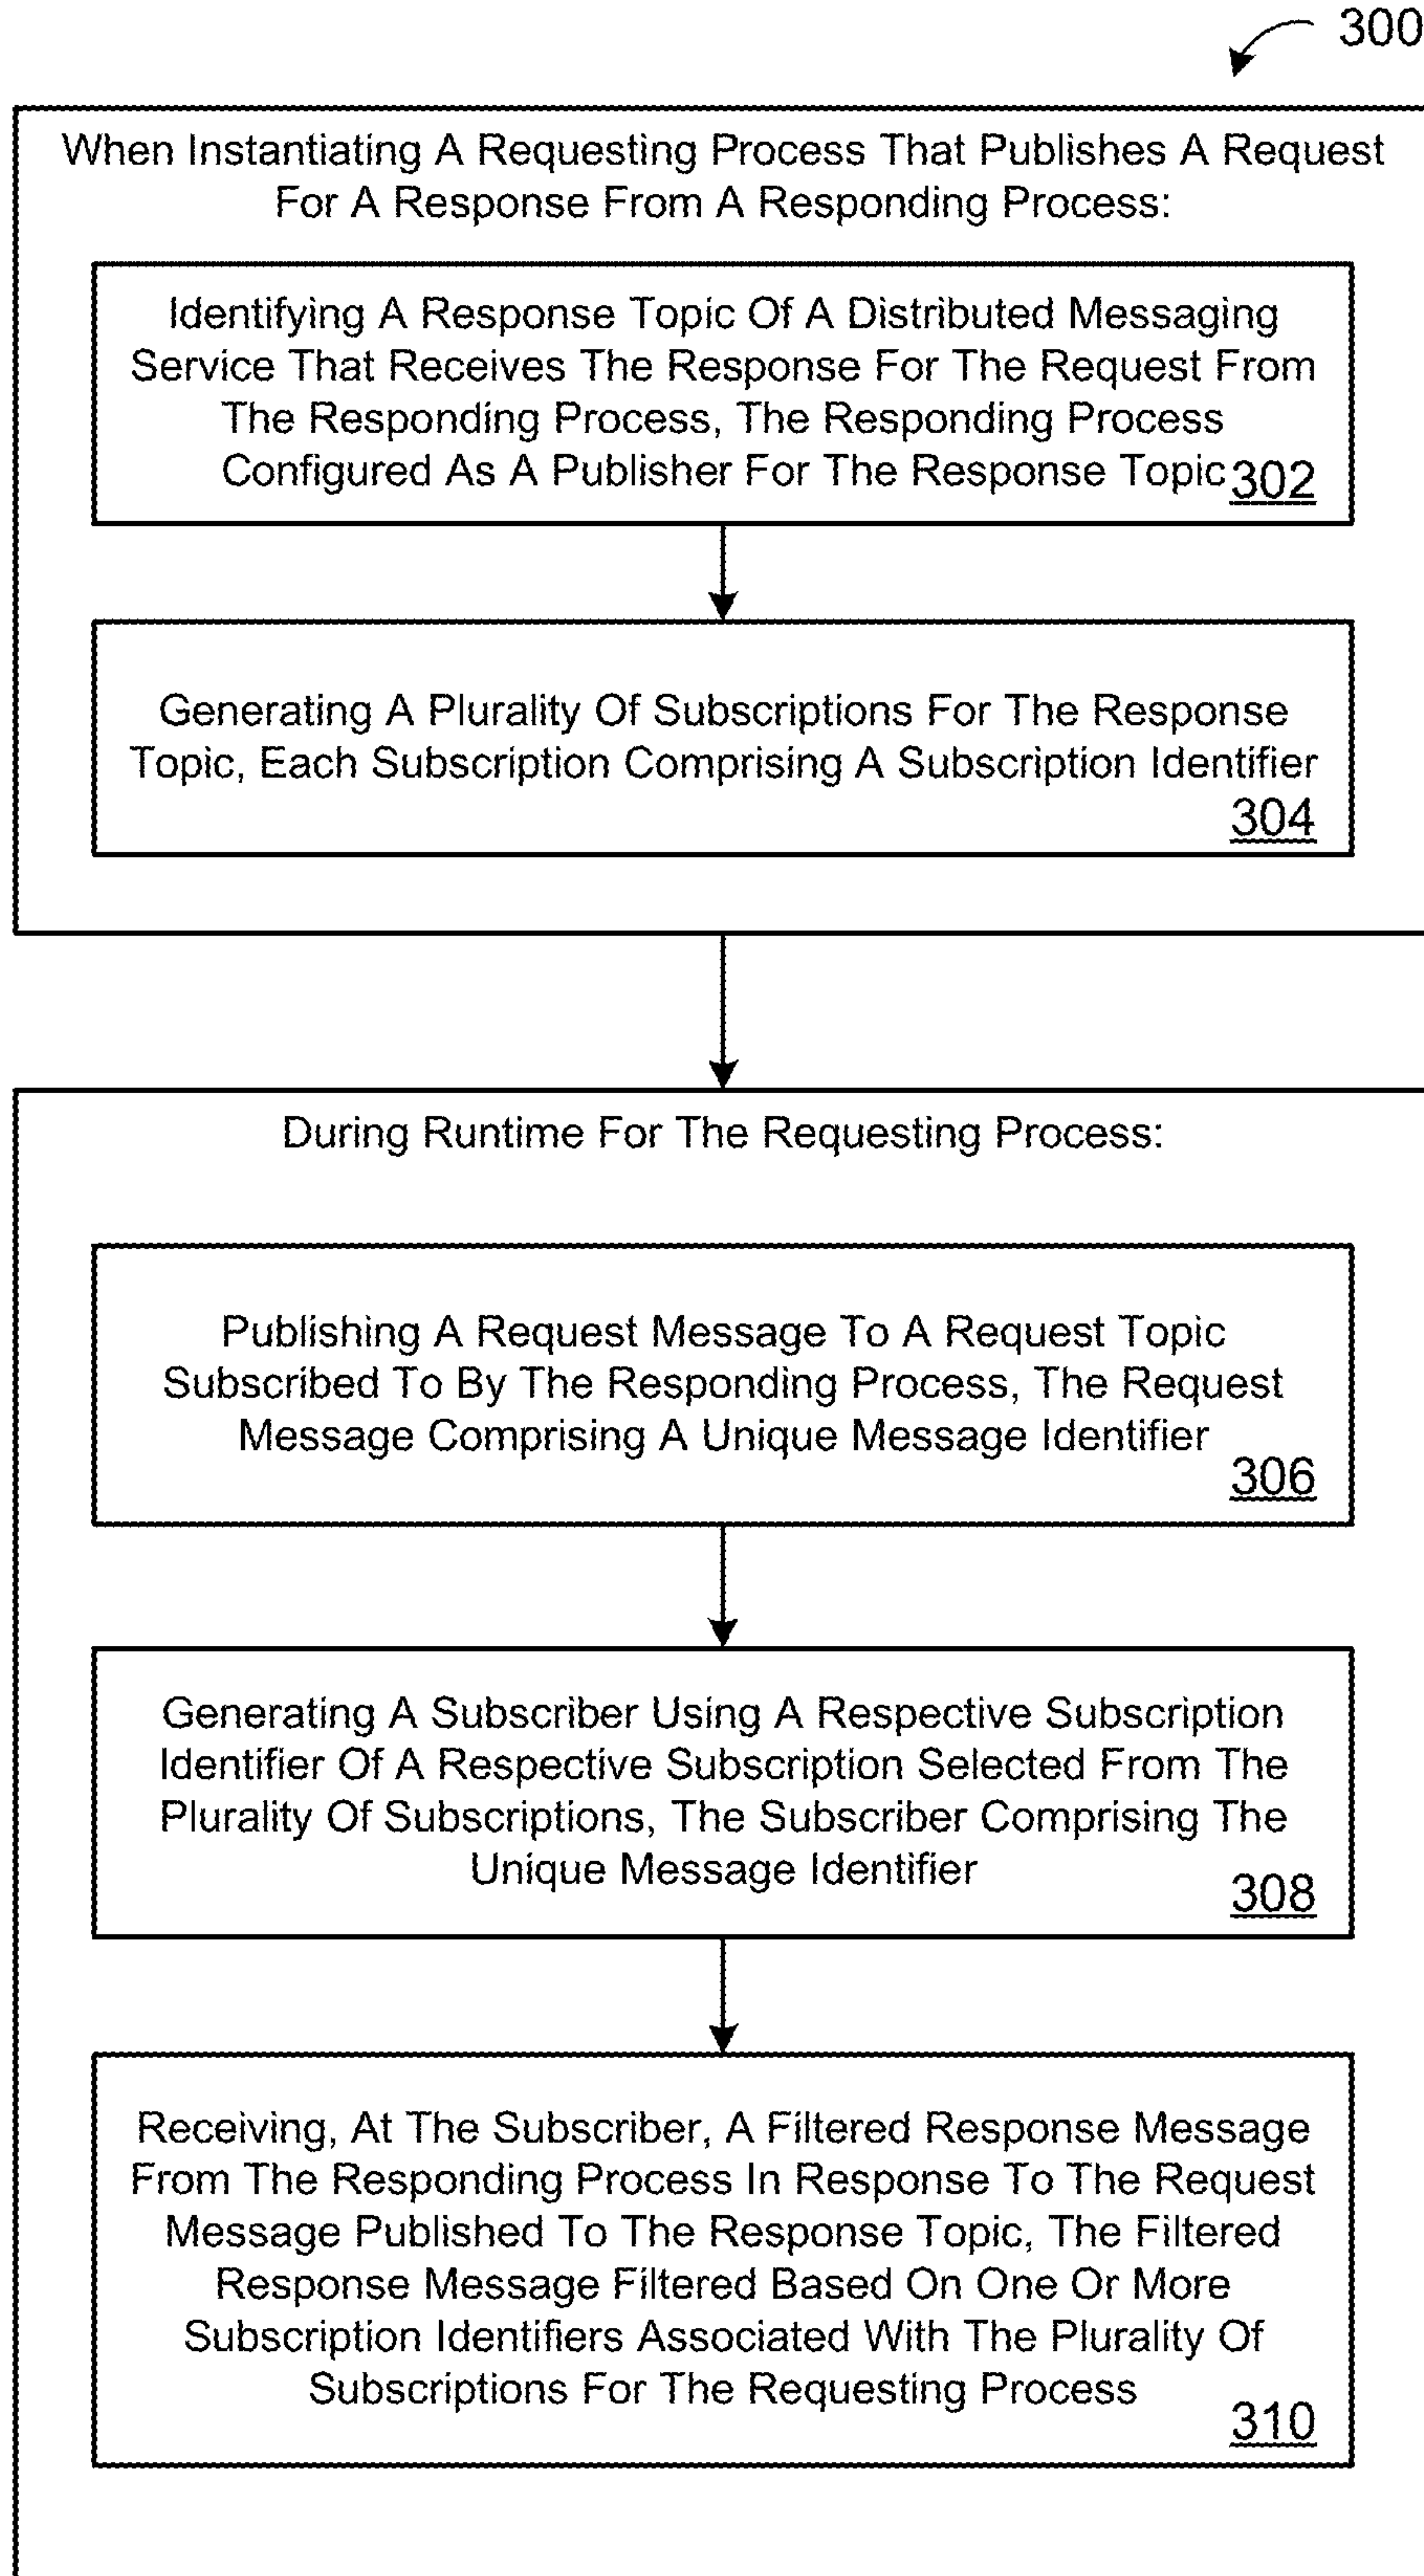 300
When Instantiating A Requesting Process That Publishes A Request
For A Response From A Responding Process:
Identifying A Response Topic Of A Distributed Messaging
Service That Receives The Response For The Request From
The Responding Process, The Responding Process
Configured As A Publisher For The Response Topic
302
Generating A Plurality Of Subscriptions For The Response
Topic, Each Subscription Comprising A Subscription Identifier
304
During Runtime For The Requesting Process:
Publishing A Request Message To A Request Topic
Subscribed To By The Responding Process, The Request
Message Comprising A Unique Message Identifier
306
Generating A Subscriber Using A Respective Subscription
Identifier Of A Respective Subscription Selected From The
Plurality Of Subscriptions, The Subscriber Comprising The
Unique Message Identifier
308
Receiving, At The Subscriber, A Filtered Response Message
From The Responding Process In Response To The Request
Message Published To The Response Topic, The Filtered
Response Message Filtered Based On One Or More
Subscription Identifiers Associated With The Plurality Of
Subscriptions For The Requesting Process
310